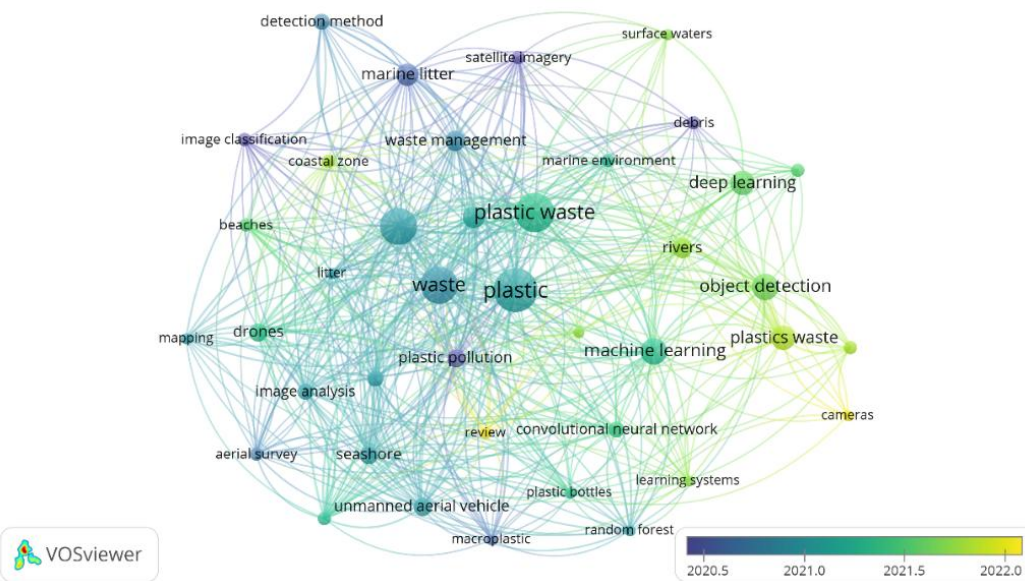 detection method
surface waters
satellite imagery
marine litter
debris
image classification
waste management
coastal zone
marine environment
deep learning
plastic waste
beaches
rivers
litter
waste
plastic
object detection
mapping
drones
plastics waste
machine learning
plastic pollution
image analysis
cameras
review
convolutional neural network
aerial survey
seashore
learning systems
plastic bottles
unmanned aerial vehicle
random forest
macroplastic
VOSviewer
2020.5 2021.0 2021.5 2022.0